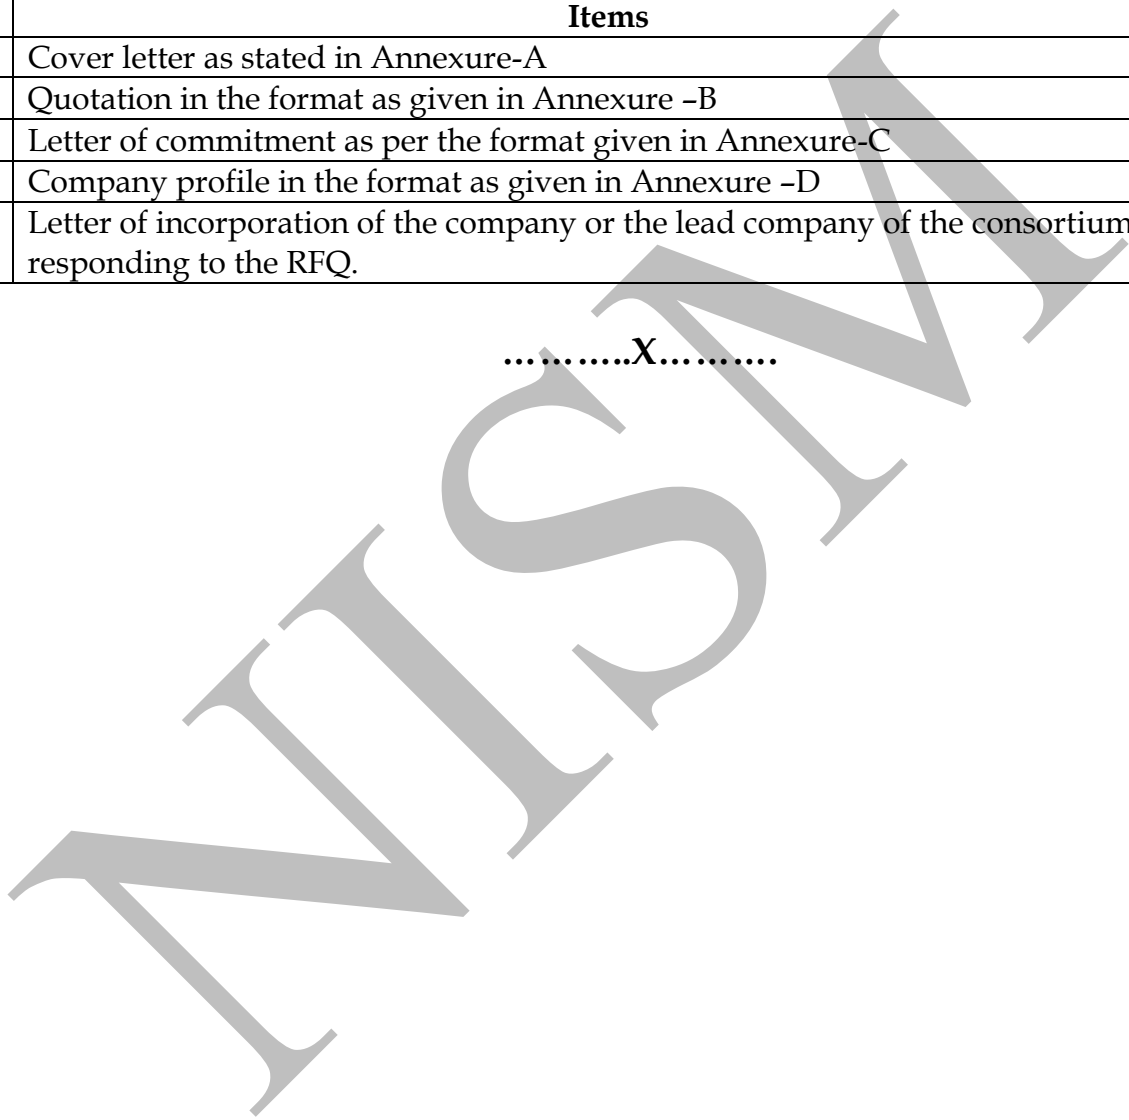 Items
Cover letter as stated in Annexure-A
Quotation in the format as given in Annexure –B
Letter of commitment as per the format given in Annexure-C
Company profile in the format as given in Annexure –D
Letter of incorporation of the company or the lead company of the consortium
responding to the RFQ.
………..X……….
NISM